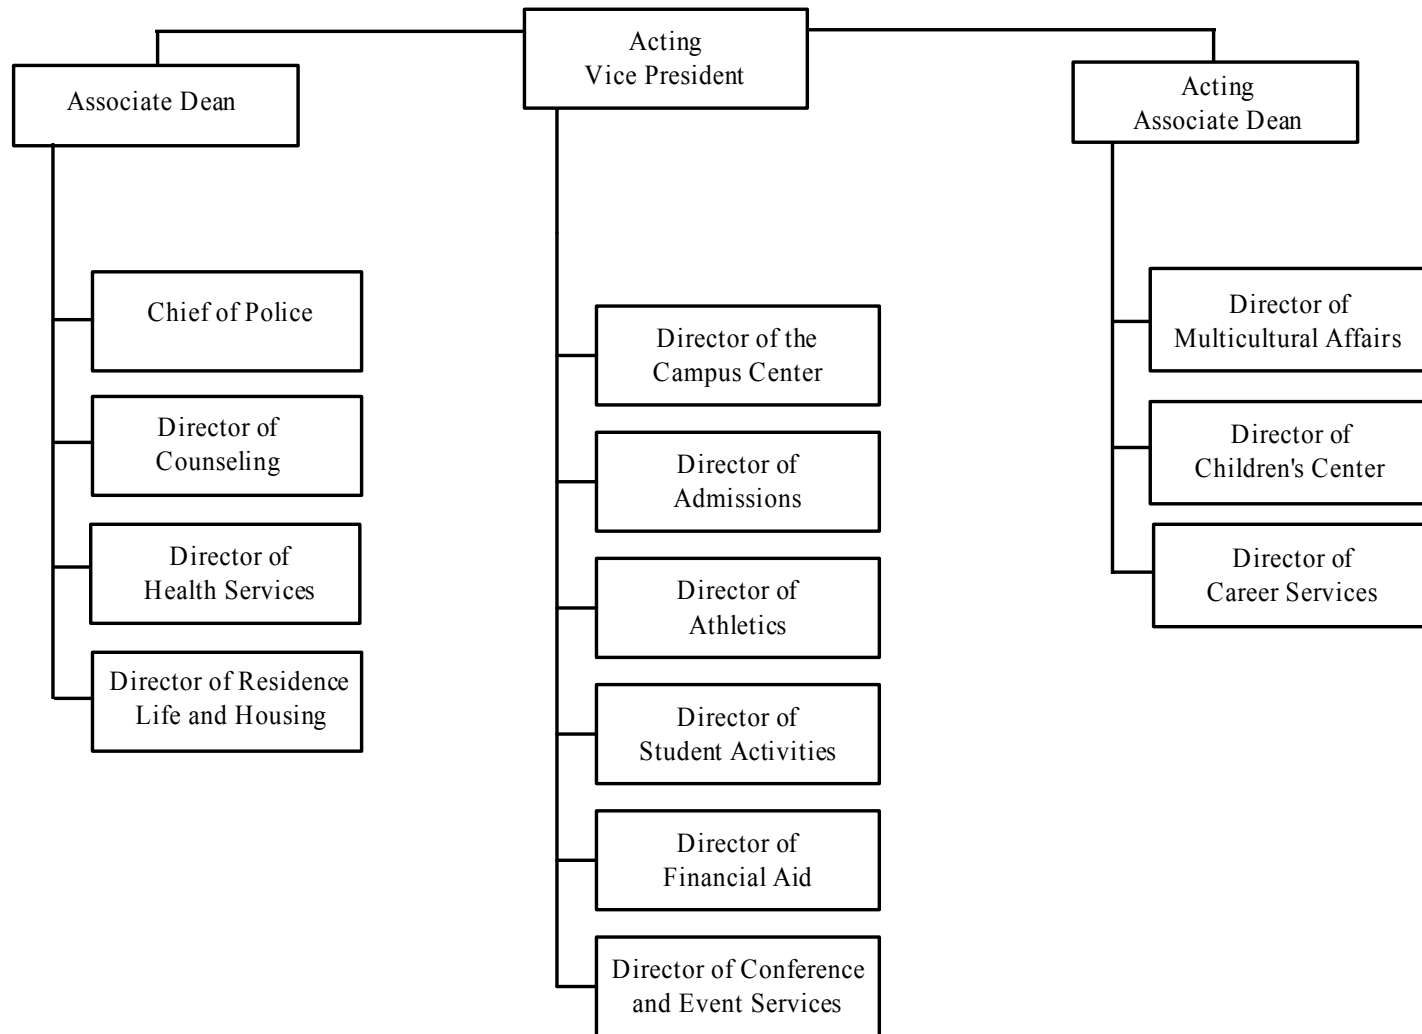 Acting
Vice President
Associate Dean
Acting
Associate Dean
Chief of Police
Director of
Counseling
Director of
Health Services
Director of Residence
Life and Housing
Director of the
Campus Center
Director of
Admissions
Director of
Athletics
Director of
Student Activities
Director of
Financial Aid
Director of Conference
and Event Services
Director of
Multicultural Affairs
Director of
Children's Center
Director of
Career Services